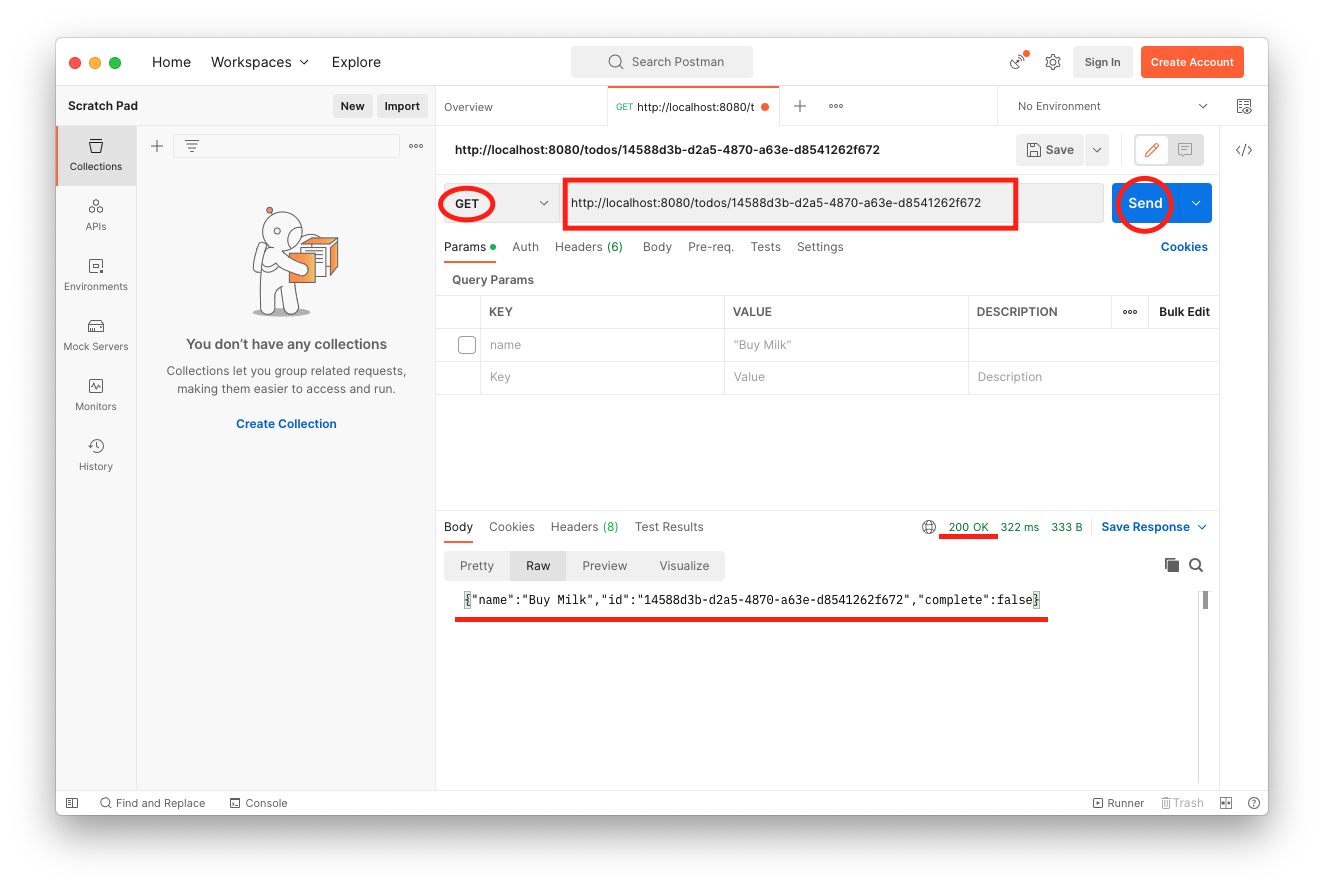 Home Workspaces Explore Search Postman Sign In Create Account
Scratch Pad New Import Overview GET http://localhost:8080/t No Environment
Collections
APIs
Environments
Mock Servers
Monitors
History
You don’t have any collections
Collections let you group related requests,
making them easier to access and run.
Create Collection
http://localhost:8080/todos/14588d3b-d2a5-4870-a63e-d8541262f672 Save
GET http://localhost:8080/todos/14588d3b-d2a5-4870-a63e-d8541262f672 Send
Params Auth Headers (6) Body Pre-req. Tests Settings Cookies
Query Params
KEY VALUE DESCRIPTION Bulk Edit
name "Buy Milk"
Key Value Description
Body Cookies Headers (8) Test Results 200 OK 322 ms 333 B Save Response
Pretty Raw Preview Visualize
{"name":"Buy Milk","id":"14588d3b-d2a5-4870-a63e-d8541262f672","complete":false}
Find and Replace Console Runner Trash